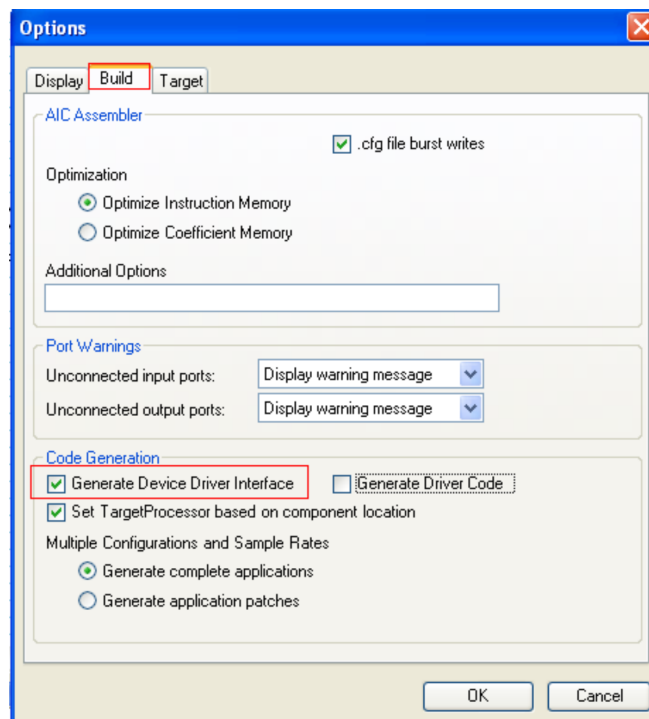 Options
Display Build Target
AIC Assembler
.cfg file burst writes
Optimization
Optimize Instruction Memory
Optimize Coefficient Memory
Additional Options
Port Warnings
Unconnected input ports: Display warning message
Unconnected output ports: Display warning message
Code Generation
Generate Device Driver Interface Generate Driver Code
Set TargetProcessor based on component location
Multiple Configurations and Sample Rates
Generate complete applications
Generate application patches
OK Cancel